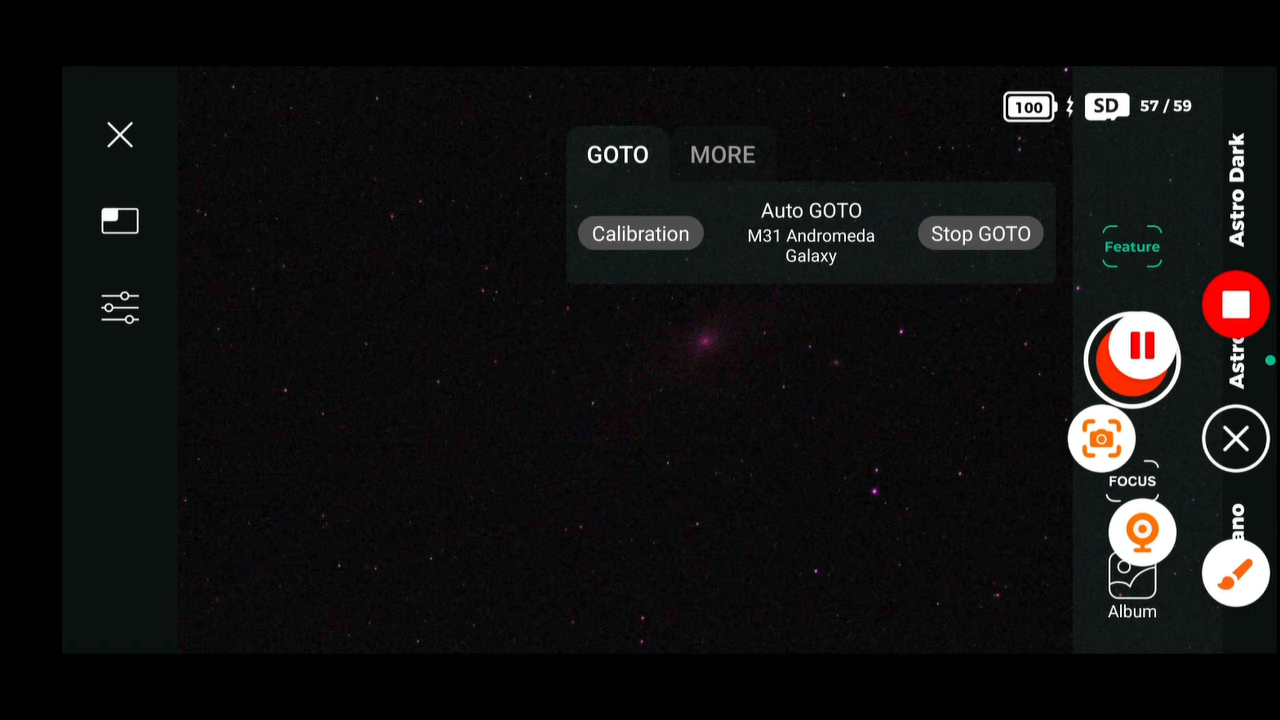 100
SD
57 / 59
GOTO
MORE
Auto GOTO
Calibration
M31 Andromeda
Galaxy
Stop GOTO
Feature
FOCUS
Album
Astro Dark